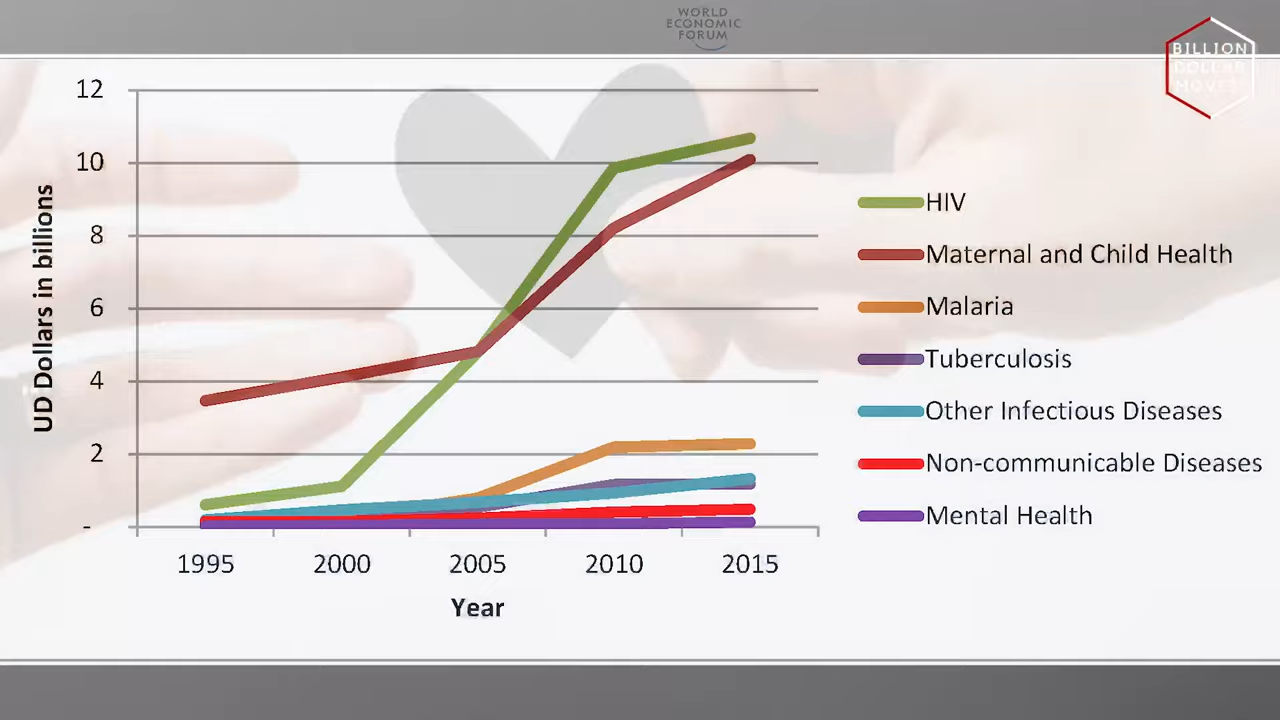 WORLD
ECONOMIC
FORUM
BILLION
DOLLAR
MOVES
12
10
8
6
4
2
-
UD Dollars in billions
1995 2000 2005 2010 2015
Year
HIV
Maternal and Child Health
Malaria
Tuberculosis
Other Infectious Diseases
Non-communicable Diseases
Mental Health